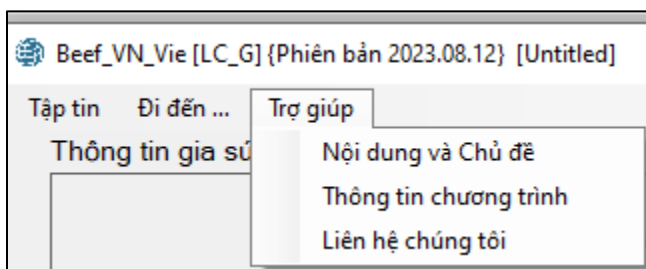 Beef_VN_Vie [LC_G] {Phiên bản 2023.08.12} [Untitled]
Tập tin Đi đến ... Trợ giúp
Thông tin gia sú
Nội dung và Chủ đề
Thông tin chương trình
Liên hệ chúng tôi